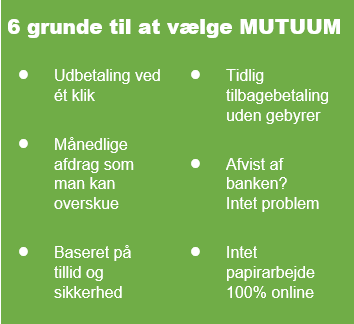 6 grunde til at vælge MUTUUM
Udbetaling ved
ét klik
Månedlige
afdrag som
man kan
overskue
Baseret på
tillid og
sikkerhed
Tidlig
tilbagebetaling
uden gebyrer
Afvist af
banken?
Intet problem
Intet
papirarbejde
100% online